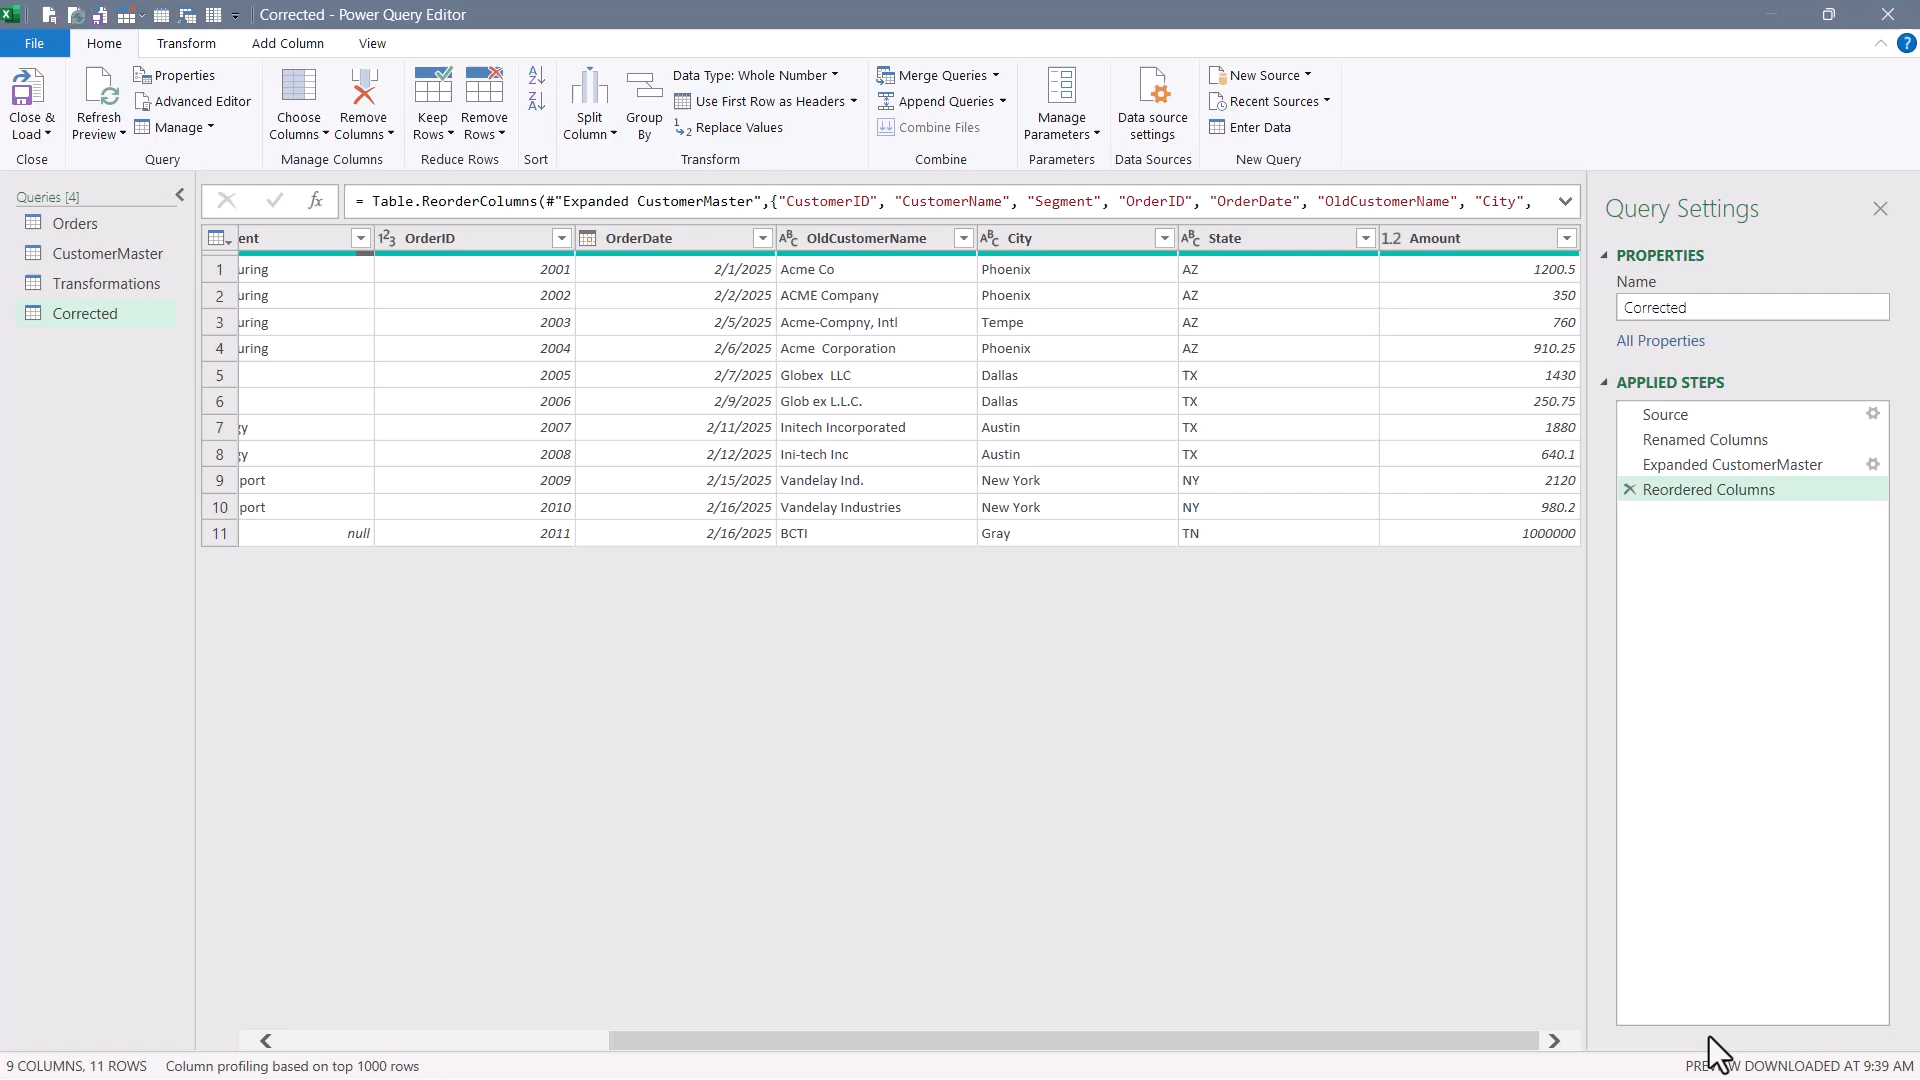 Corrected - Power Query Editor
File Home Transform Add Column View
?
Close & Load
Close
Refresh Preview
Properties
Advanced Editor
Manage
Query
Choose Columns
Remove Columns
Manage Columns
Keep Rows
Remove Rows
Reduce Rows
Sort
Split Column
Group By
Data Type: Whole Number
Use First Row as Headers
Replace Values
Transform
Merge Queries
Append Queries
Combine Files
Combine
Manage Parameters
Parameters
Data source settings
Data Sources
New Source
Recent Sources
Enter Data
New Query
Queries [4]
Orders
CustomerMaster
Transformations
Corrected
fx = Table.ReorderColumns(#"Expanded CustomerMaster",{"CustomerID", "CustomerName", "Segment", "OrderID", "OrderDate", "OldCustomerName", "City",
ent 123 OrderID OrderDate ABC OldCustomerName ABC City ABC State 1.2 Amount
1 uring 2001 2/1/2025 Acme Co Phoenix AZ 1200.5
2 uring 2002 2/2/2025 ACME Company Phoenix AZ 350
3 uring 2003 2/5/2025 Acme-Compny, Intl Tempe AZ 760
4 uring 2004 2/6/2025 Acme  Corporation Phoenix AZ 910.25
5 2005 2/7/2025 Globex  LLC Dallas TX 1430
6 2006 2/9/2025 Glob ex L.L.C. Dallas TX 250.75
7 gy 2007 2/11/2025 Initech Incorporated Austin TX 1880
8 gy 2008 2/12/2025 Ini-tech Inc Austin TX 640.1
9 port 2009 2/15/2025 Vandelay Ind. New York NY 2120
10 port 2010 2/16/2025 Vandelay Industries New York NY 980.2
11 null 2011 2/16/2025 BCTI Gray TN 1000000
Query Settings
PROPERTIES
Name
Corrected
All Properties
APPLIED STEPS
Source
Renamed Columns
Expanded CustomerMaster
Reordered Columns
9 COLUMNS, 11 ROWS Column profiling based on top 1000 rows
DOWNLOADED AT 9:39 AM